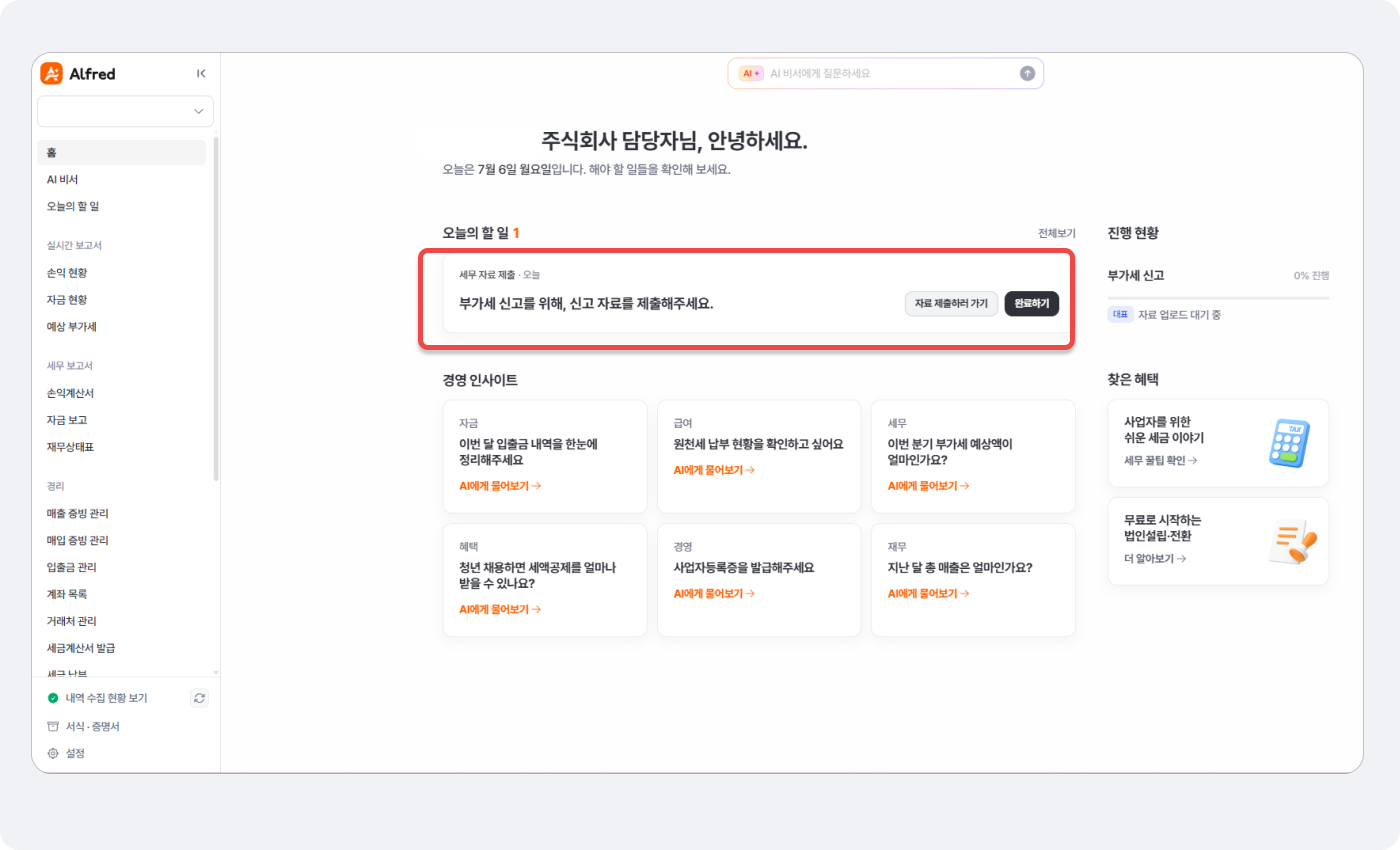 Alfred
홈
AI 비서
오늘의 할 일
실시간 보고서
손익 현황
자금 현황
예상 부가세
세무 보고서
손익계산서
자금 보고
재무상태표
경리
매출 증빙 관리
매입 증빙 관리
입출금 관리
계좌 목록
거래처 관리
세금계산서 발급
세금 납부
내역 수집 현황 보기
서식 · 증명서
설정
AI AI 비서에게 질문하세요
주식회사 담당자님, 안녕하세요.
오늘은 7월 6일 월요일입니다. 해야 할 일들을 확인해 보세요.
오늘의 할 일 1 전체보기
세무 자료 제출 · 오늘
부가세 신고를 위해, 신고 자료를 제출해주세요. 자료 제출하러 가기 완료하기
경영 인사이트
자금
이번 달 입출금 내역을 한눈에
정리해주세요
AI에게 물어보기→
급여
원천세 납부 현황을 확인하고 싶어요
AI에게 물어보기→
세무
이번 분기 부가세 예상액이
얼마인가요?
AI에게 물어보기→
혜택
청년 채용하면 세액공제를 얼마나
받을 수 있나요?
AI에게 물어보기→
경영
사업자등록증을 발급해주세요
AI에게 물어보기→
재무
지난 달 총 매출은 얼마인가요?
AI에게 물어보기→
진행 현황
부가세 신고 0% 진행
대표 자료 업로드 대기 중
찾은 혜택
사업자를 위한
쉬운 세금 이야기
세무 꿀팁 확인→
TAX
무료로 시작하는
법인설립·전환
더 알아보기→